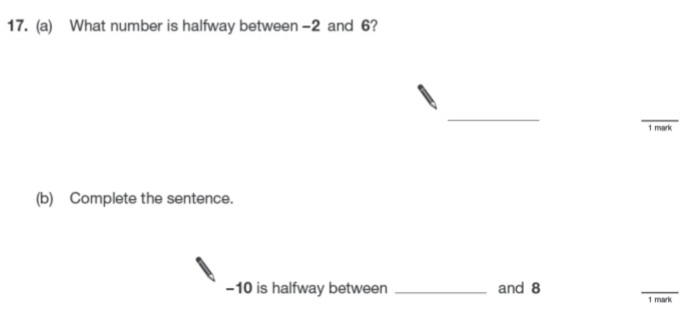 17. (a) What number is halfway between –2 and 6?
1 mark
(b) Complete the sentence.
–10 is halfway between __________ and 8
1 mark